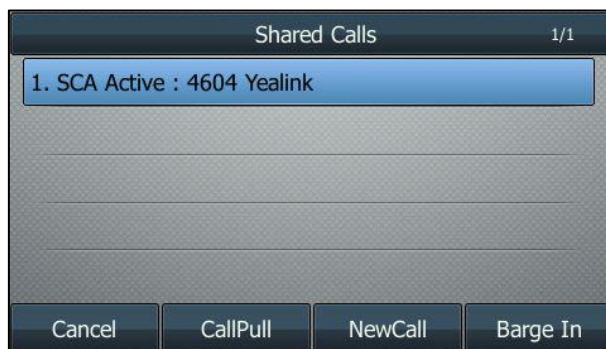 Shared Calls 1/1
1. SCA Active : 4604 Yealink
Cancel CallPull NewCall Barge In